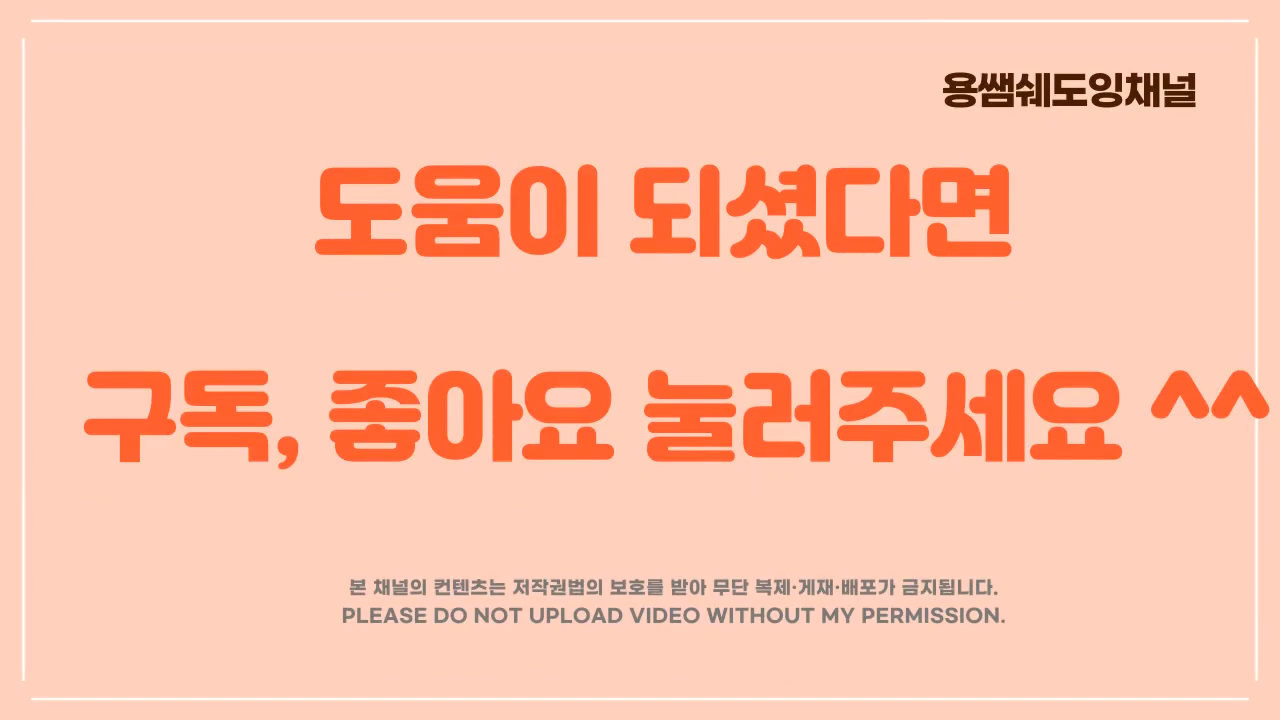 용쌤쉐도잉채널
도움이 되셨다면
구독, 좋아요 눌러주세요 ^^
본 채널의 컨텐츠는 저작권법의 보호를 받아 무단 복제·게재·배포가 금지됩니다.
PLEASE DO NOT UPLOAD VIDEO WITHOUT MY PERMISSION.